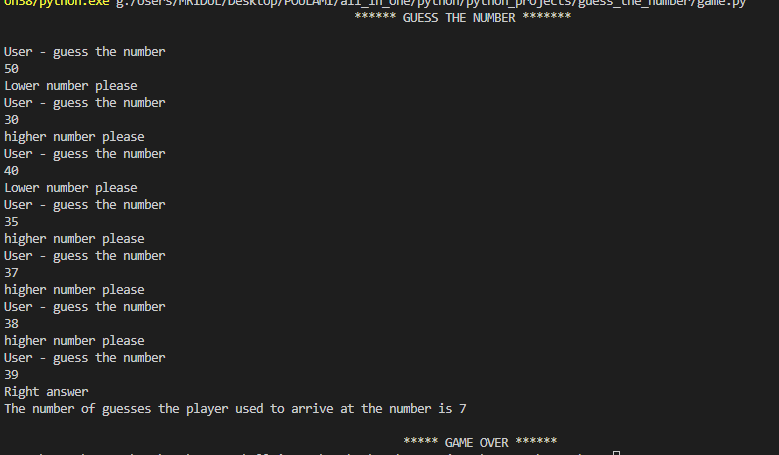 on38/python.exe g:/Users/MRIDUL/Desktop/POULAMI/all_in_one/python/python_projects/guess_the_number/game.py
****** GUESS THE NUMBER *******
User - guess the number
50
Lower number please
User - guess the number
30
higher number please
User - guess the number
40
Lower number please
User - guess the number
35
higher number please
User - guess the number
37
higher number please
User - guess the number
38
higher number please
User - guess the number
39
Right answer
The number of guesses the player used to arrive at the number is 7
***** GAME OVER ******